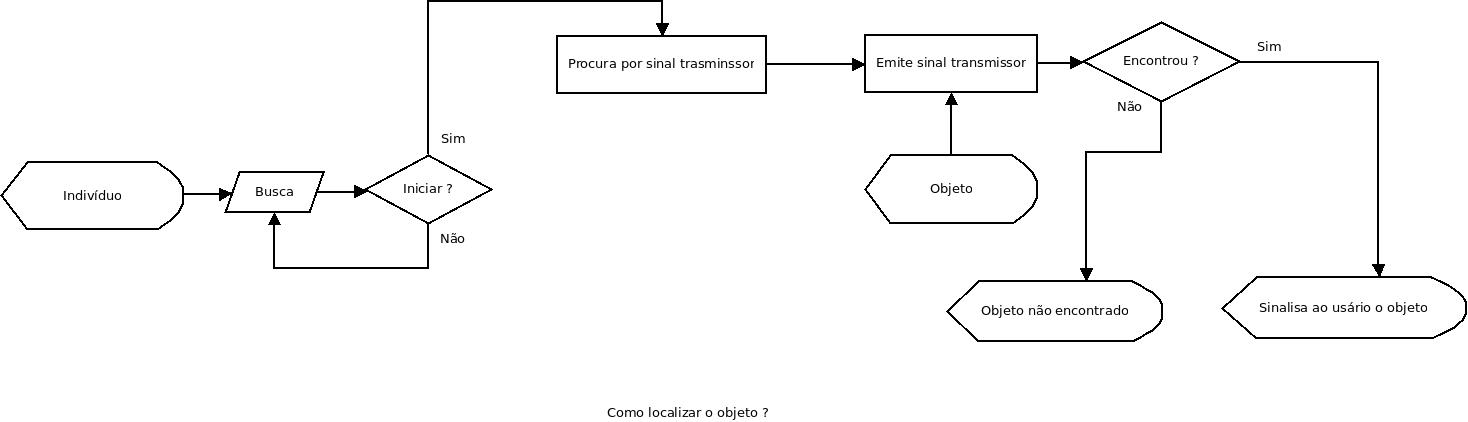 Sim
Procura por sinal trasminssor
Emite sinal transmissor
Encontrou ?
Sim
Não
Indivíduo
Busca
Iniciar ?
Não
Objeto
Objeto não encontrado
Sinalisa ao usário o objeto
Como localizar o objeto ?